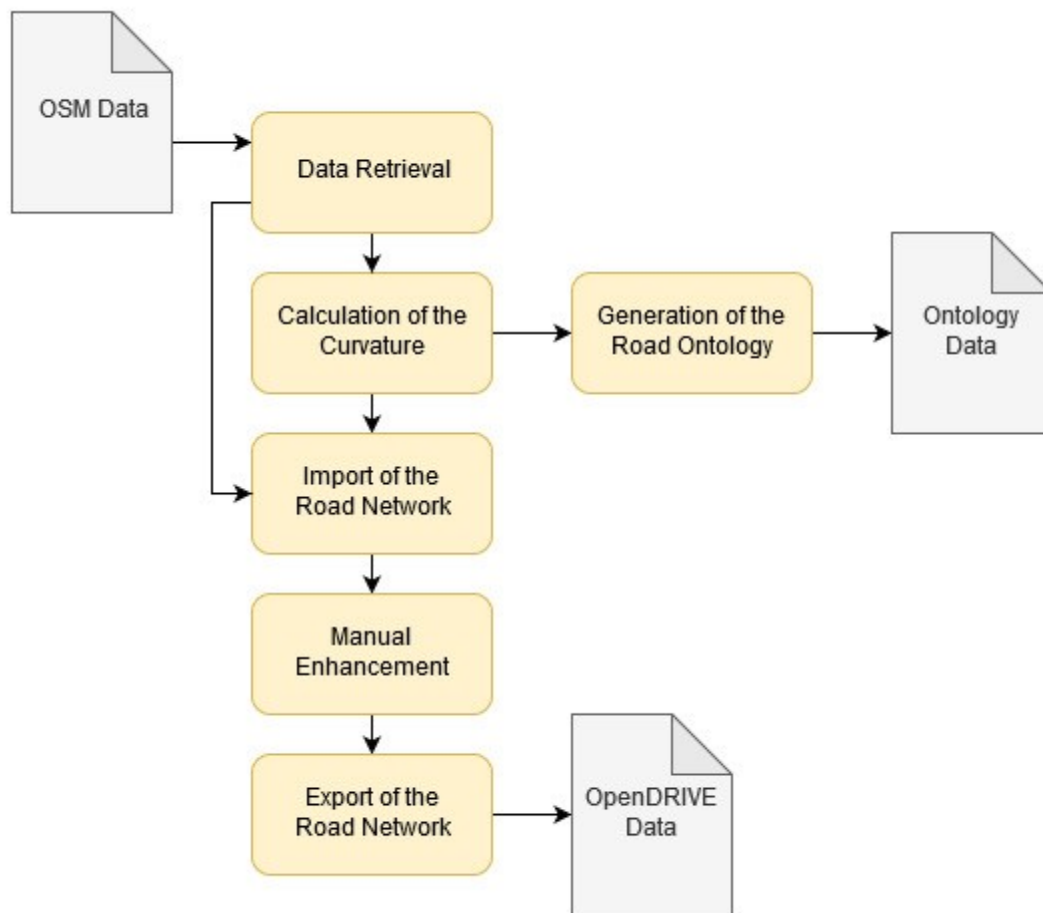 OSM Data
Data Retrieval
Calculation of the
Curvature
Generation of the
Road Ontology
Ontology
Data
Import of the
Road Network
Manual
Enhancement
Export of the
Road Network
OpenDRIVE
Data